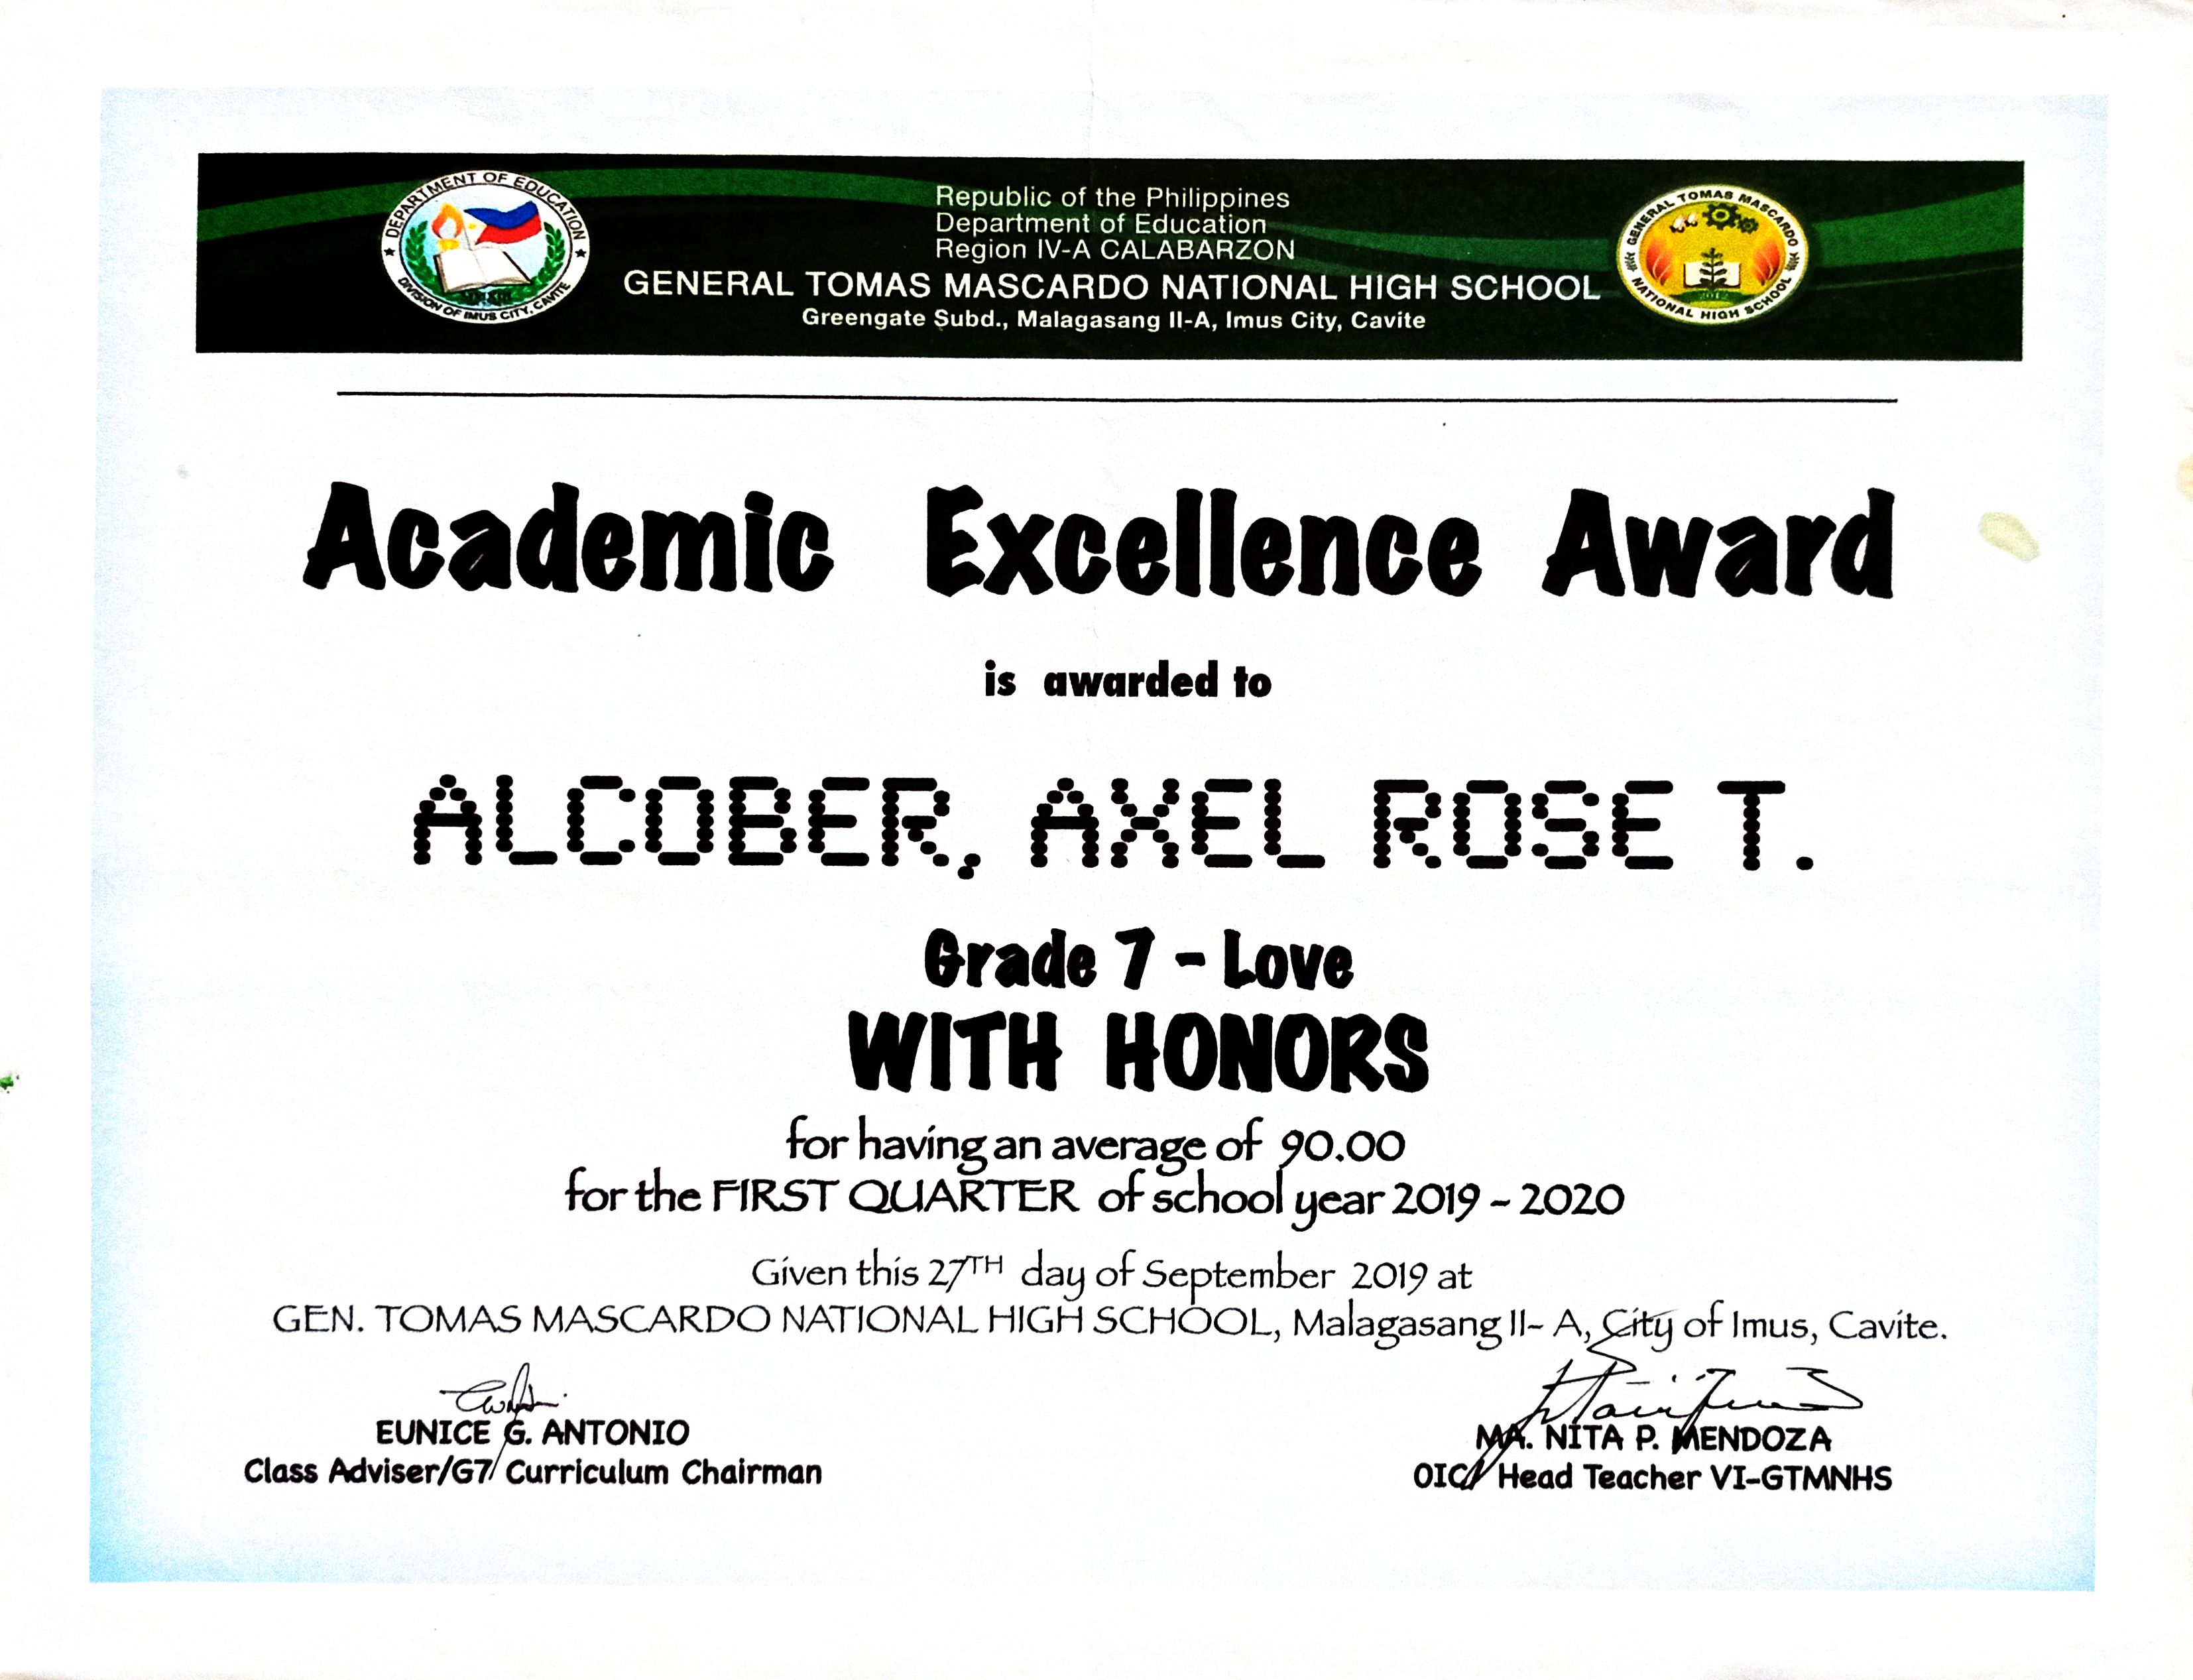 DEPARTMENT OF EDUCATION
DIVISION OF IMUS CITY, CAVITE
Republic of the Philippines
Department of Education
Region IV-A CALABARZON
GENERAL TOMAS MASCARDO NATIONAL HIGH SCHOOL
Greengate Subd., Malagasang II-A, Imus City, Cavite
GENERAL TOMAS MASCARDO
NATIONAL HIGH SCHOOL
2012
Academic Excellence Award
is awarded to
ALCOBER, AXEL ROSE T.
Grade 7 - Love
WITH HONORS
for having an average of 90.00
for the FIRST QUARTER of school year 2019 - 2020
Given this 27TH day of September 2019 at
GEN. TOMAS MASCARDO NATIONAL HIGH SCHOOL, Malagasang II- A, City of Imus, Cavite.
EUNICE G. ANTONIO
Class Adviser/G7 Curriculum Chairman
MA. NITA P. MENDOZA
OIC/ Head Teacher VI-GTMNHS